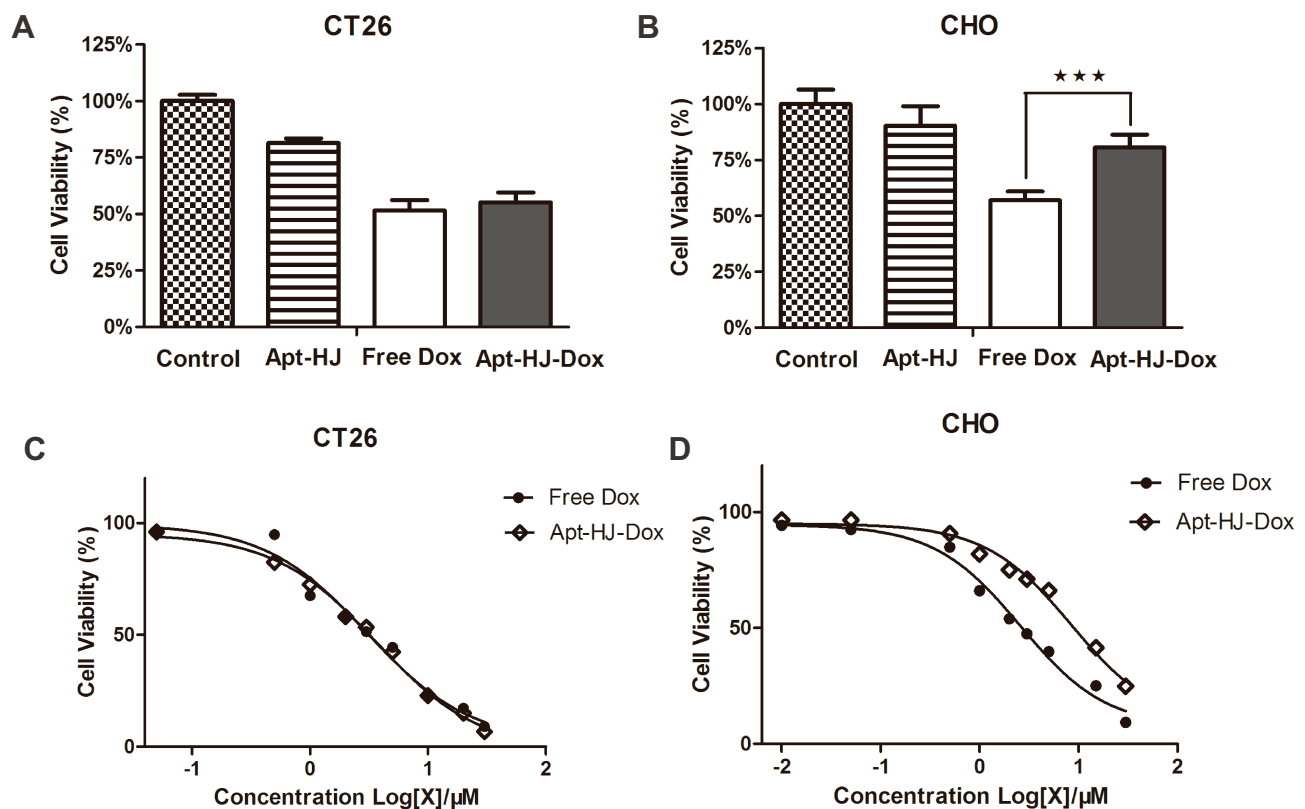 A
CT26
Cell Viability (%)
125%
100%
75%
50%
25%
0%
Control
Apt-HJ
Free Dox
Apt-HJ-Dox
B
CHO
Cell Viability (%)
125%
100%
75%
50%
25%
0%
★★★
Control
Apt-HJ
Free Dox
Apt-HJ-Dox
C
CT26
Cell Viability (%)
100
50
0
-1
0
1
2
Concentration Log[X]/µM
Free Dox
Apt-HJ-Dox
D
CHO
Cell Viability (%)
100
50
0
-2
-1
0
1
2
Concentration Log[X]/µM
Free Dox
Apt-HJ-Dox